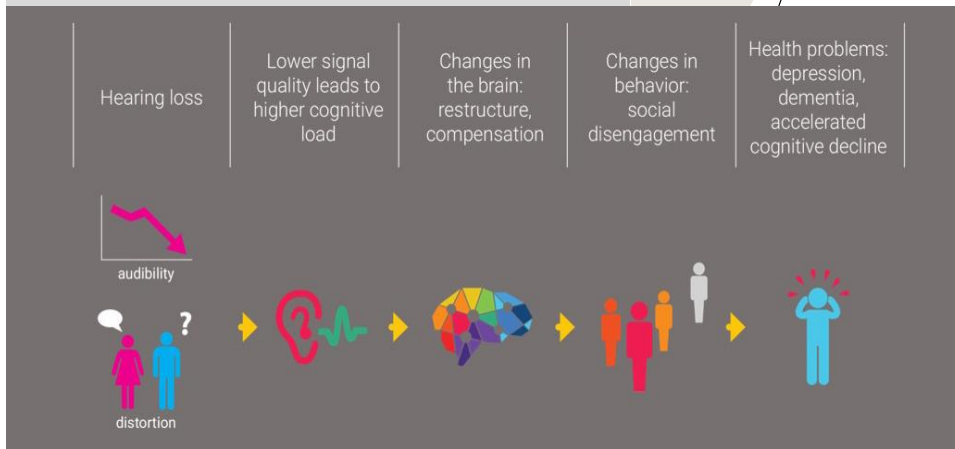 Hearing loss
Lower signal
quality leads to
higher cognitive
load
Changes in
the brain:
restructure,
compensation
Changes in
behavior:
social
disengagement
Health problems:
depression,
dementia,
accelerated
cognitive decline
audibility
?
distortion